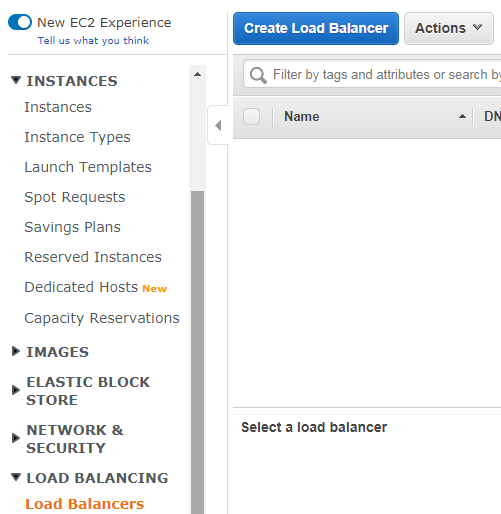 New EC2 Experience
Tell us what you think
INSTANCES
Instances
Instance Types
Launch Templates
Spot Requests
Savings Plans
Reserved Instances
Dedicated Hosts New
Capacity Reservations
IMAGES
ELASTIC BLOCK
STORE
NETWORK &
SECURITY
LOAD BALANCING
Load Balancers
Create Load Balancer
Actions
Filter by tags and attributes or search by
Name
DN
Select a load balancer